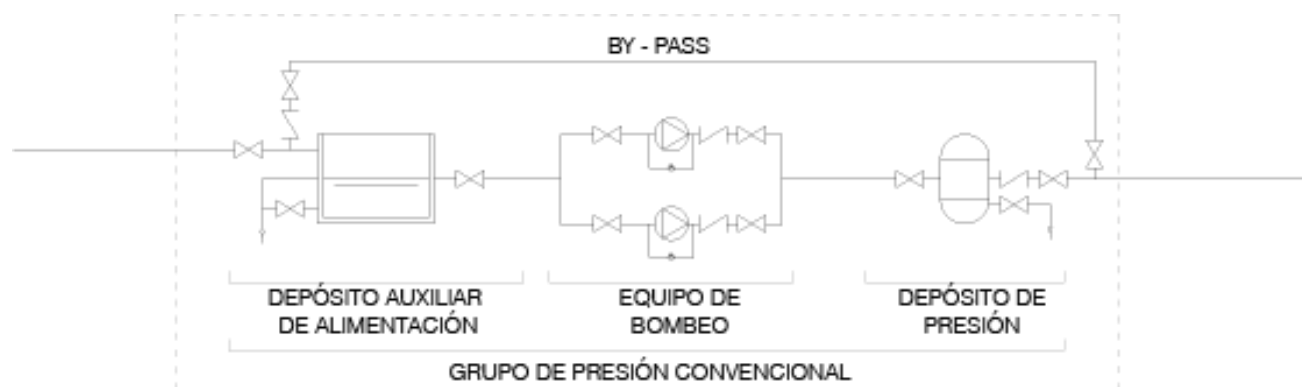 BY - PASS
DEPÓSITO AUXILIAR
DE ALIMENTACIÓN
EQUIPO DE
BOMBEO
DEPÓSITO DE
PRESIÓN
GRUPO DE PRESIÓN CONVENCIONAL